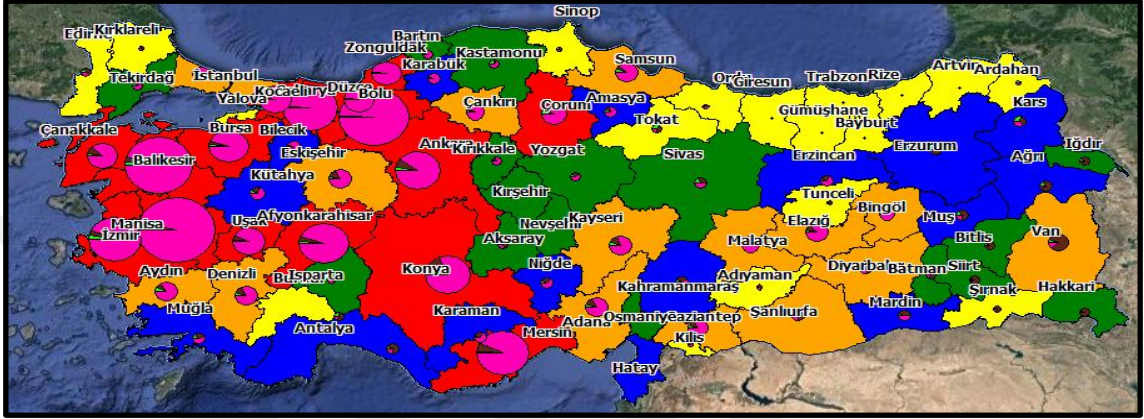 Sinop
Edirne
Kırklareli
Bartın
Zonguldak
Kastamonu
Karabük
Samsun
Artvin
Ardahan
Tekirdağ
İstanbul
Ordu
Giresun
Trabzon
Rize
Yalova
Düzce
Bolu
Çankırı
Çorum
Amasya
Kars
Gümüşhane
Bayburt
Tokat
Çanakkale
Bursa
Bilecik
Ankara
Kırıkkale
Yozgat
Sivas
Erzincan
Erzurum
Iğdır
Ağrı
Balıkesir
Eskişehir
Kütahya
Kırşehir
Tunceli
Bingöl
Muş
Manisa
İzmir
Uşak
Afyonkarahisar
Nevşehir
Kayseri
Elazığ
Malatya
Aksaray
Bitlis
Van
Aydın
Denizli
Isparta
Konya
Niğde
Diyarbakır
Batman
Siirt
Adıyaman
Kahramanmaraş
Şırnak
Hakkari
Muğla
Antalya
Karaman
Mersin
Adana
Osmaniye
Gaziantep
Şanlıurfa
Mardin
Kilis
Hatay